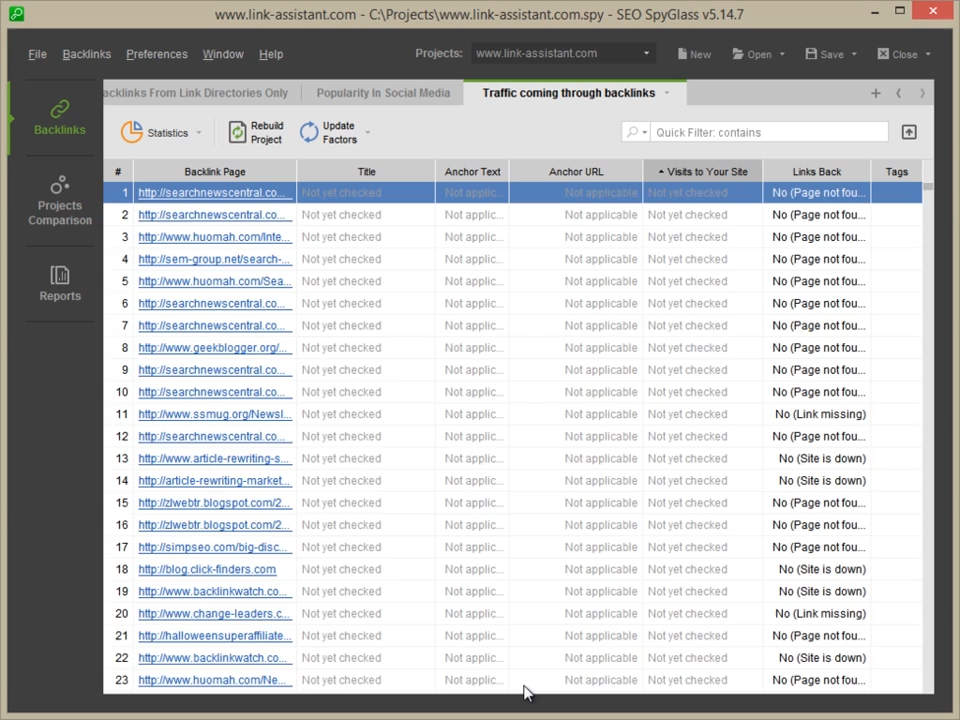 www.link-assistant.com - C:\Projects\www.link-assistant.com.spy - SEO SpyGlass v5.14.7
File Backlinks Preferences Window Help Projects: www.link-assistant.com New Open Save Close
Backlinks
Projects Comparison
Reports
acklinks From Link Directories Only Popularity In Social Media Traffic coming through backlinks
Statistics Rebuild Project Update Factors Quick Filter: contains
# Backlink Page Title Anchor Text Anchor URL Visits to Your Site Links Back Tags
1 http://searchnewscentral.co... Not yet checked Not applic... Not applicable Not yet checked No (Page not fou...
2 http://searchnewscentral.co... Not yet checked Not applic... Not applicable Not yet checked No (Page not fou...
3 http://www.huomah.com/Inte... Not yet checked Not applic... Not applicable Not yet checked No (Page not fou...
4 http://sem-group.net/search-... Not yet checked Not applic... Not applicable Not yet checked No (Page not fou...
5 http://www.huomah.com/Sea... Not yet checked Not applic... Not applicable Not yet checked No (Page not fou...
6 http://searchnewscentral.co... Not yet checked Not applic... Not applicable Not yet checked No (Page not fou...
7 http://searchnewscentral.co... Not yet checked Not applic... Not applicable Not yet checked No (Page not fou...
8 http://www.geekblogger.org/... Not yet checked Not applic... Not applicable Not yet checked No (Page not fou...
9 http://searchnewscentral.co... Not yet checked Not applic... Not applicable Not yet checked No (Page not fou...
10 http://searchnewscentral.co... Not yet checked Not applic... Not applicable Not yet checked No (Page not fou...
11 http://www.ssmug.org/Newsl... Not yet checked Not applic... Not applicable Not yet checked No (Link missing)
12 http://searchnewscentral.co... Not yet checked Not applic... Not applicable Not yet checked No (Page not fou...
13 http://www.article-rewriting-s... Not yet checked Not applic... Not applicable Not yet checked No (Site is down)
14 http://article-rewriting-market... Not yet checked Not applic... Not applicable Not yet checked No (Site is down)
15 http://zlwebtr.blogspot.com/2... Not yet checked Not applic... Not applicable Not yet checked No (Page not fou...
16 http://zlwebtr.blogspot.com/2... Not yet checked Not applic... Not applicable Not yet checked No (Page not fou...
17 http://simpseo.com/big-disc... Not yet checked Not applic... Not applicable Not yet checked No (Page not fou...
18 http://blog.click-finders.com Not yet checked Not applic... Not applicable Not yet checked No (Site is down)
19 http://www.backlinkwatch.co... Not yet checked Not applic... Not applicable Not yet checked No (Site is down)
20 http://www.change-leaders.c... Not yet checked Not applic... Not applicable Not yet checked No (Link missing)
21 http://halloweensuperaffiliate... Not yet checked Not applic... Not applicable Not yet checked No (Page not fou...
22 http://www.backlinkwatch.co... Not yet checked Not applic... Not applicable Not yet checked No (Site is down)
23 http://www.huomah.com/Ne... Not yet checked Not applic... Not applicable Not yet checked No (Page not fou...